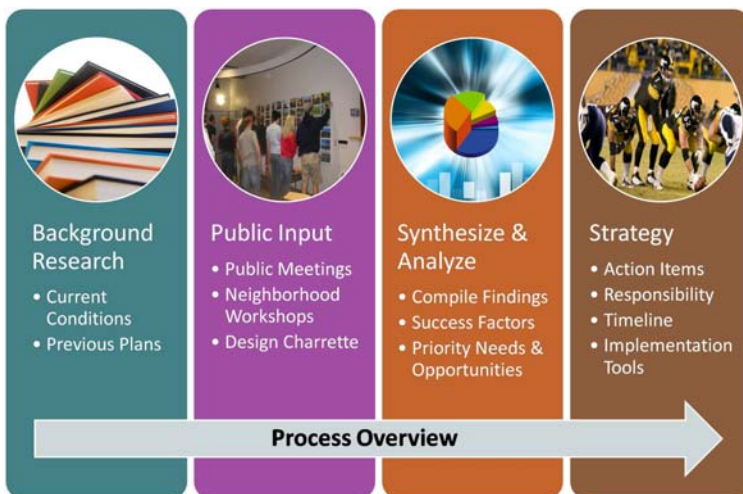 Background
Research
• Current
Conditions
• Previous Plans
Public Input
• Public Meetings
• Neighborhood
Workshops
• Design Charrette
Synthesize &
Analyze
• Compile Findings
• Success Factors
• Priority Needs &
Opportunities
Strategy
• Action Items
• Responsibility
• Timeline
• Implementation
Tools
Process Overview